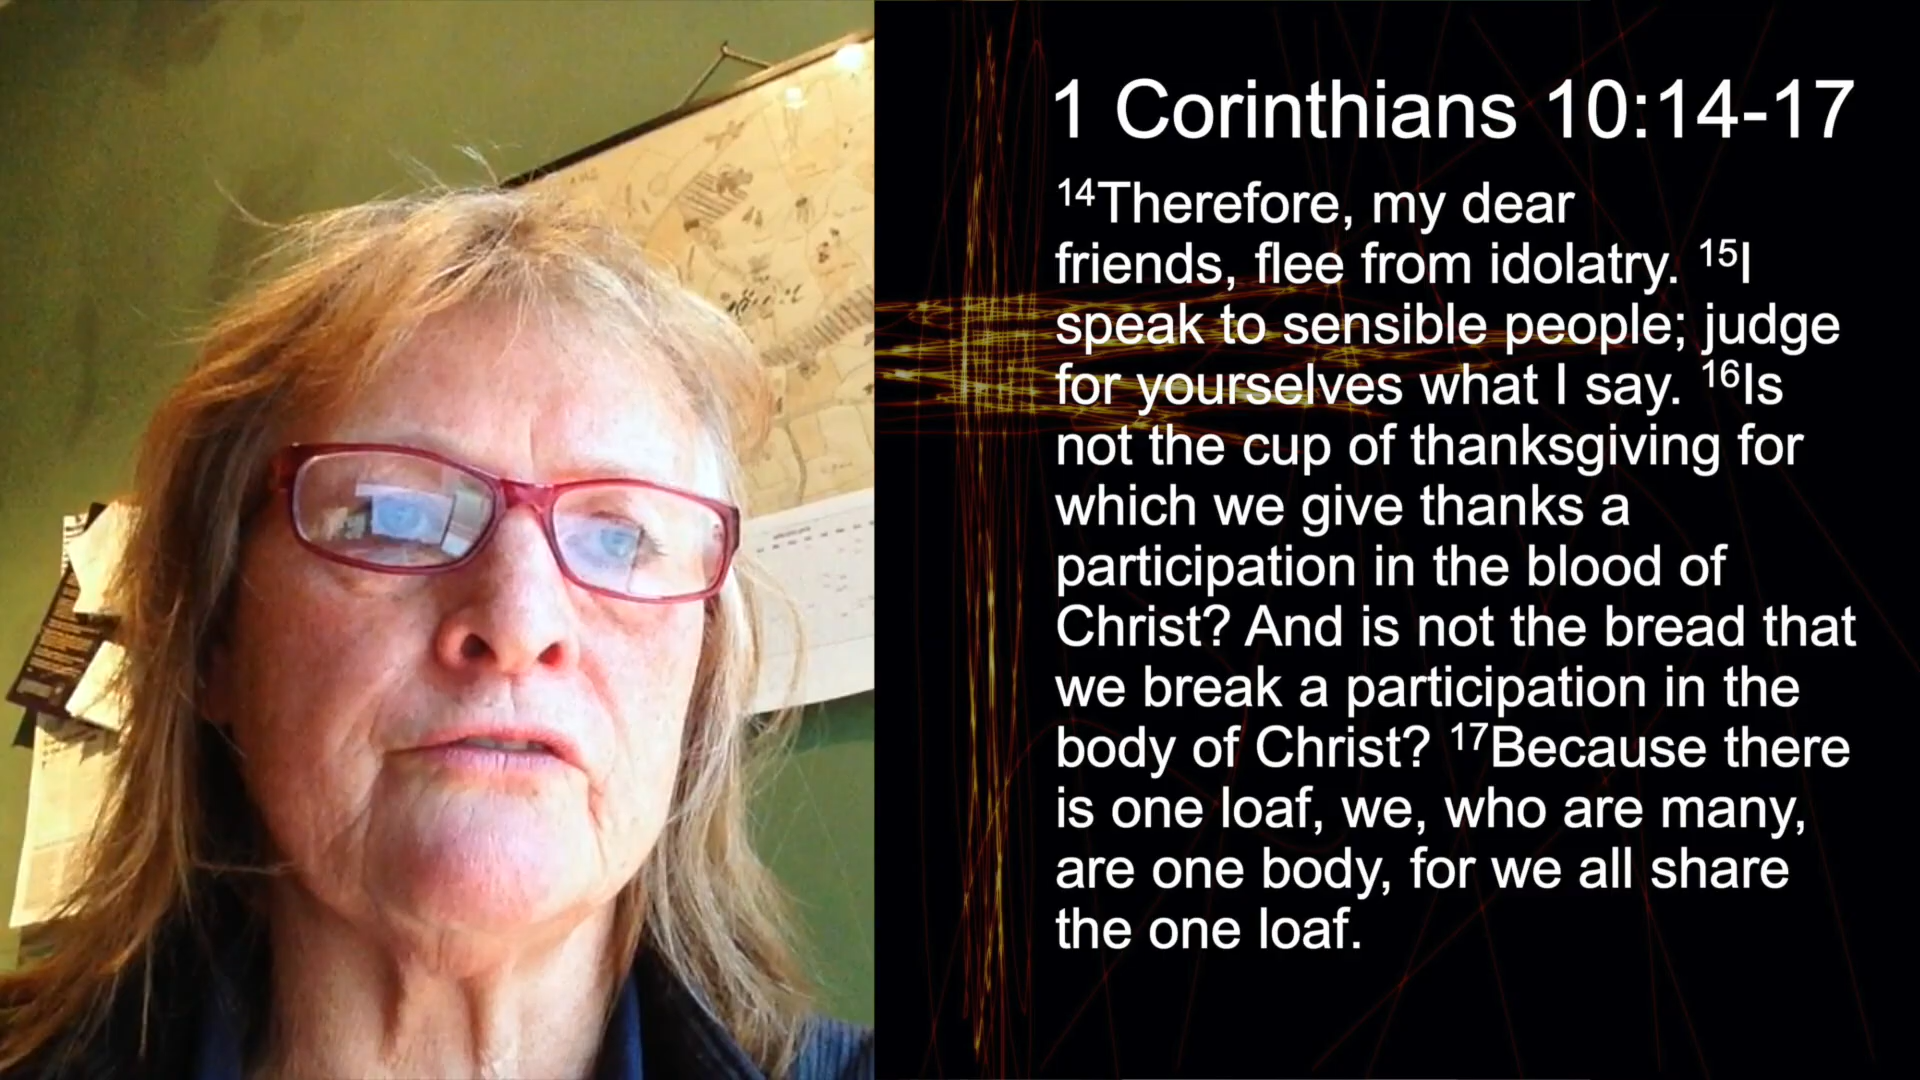 1 Corinthians 10:14-17
¹⁴Therefore, my dear
friends, flee from idolatry. ¹⁵I
speak to sensible people; judge
for yourselves what I say. ¹⁶Is
not the cup of thanksgiving for
which we give thanks a
participation in the blood of
Christ? And is not the bread that
we break a participation in the
body of Christ? ¹⁷Because there
is one loaf, we, who are many,
are one body, for we all share
the one loaf.